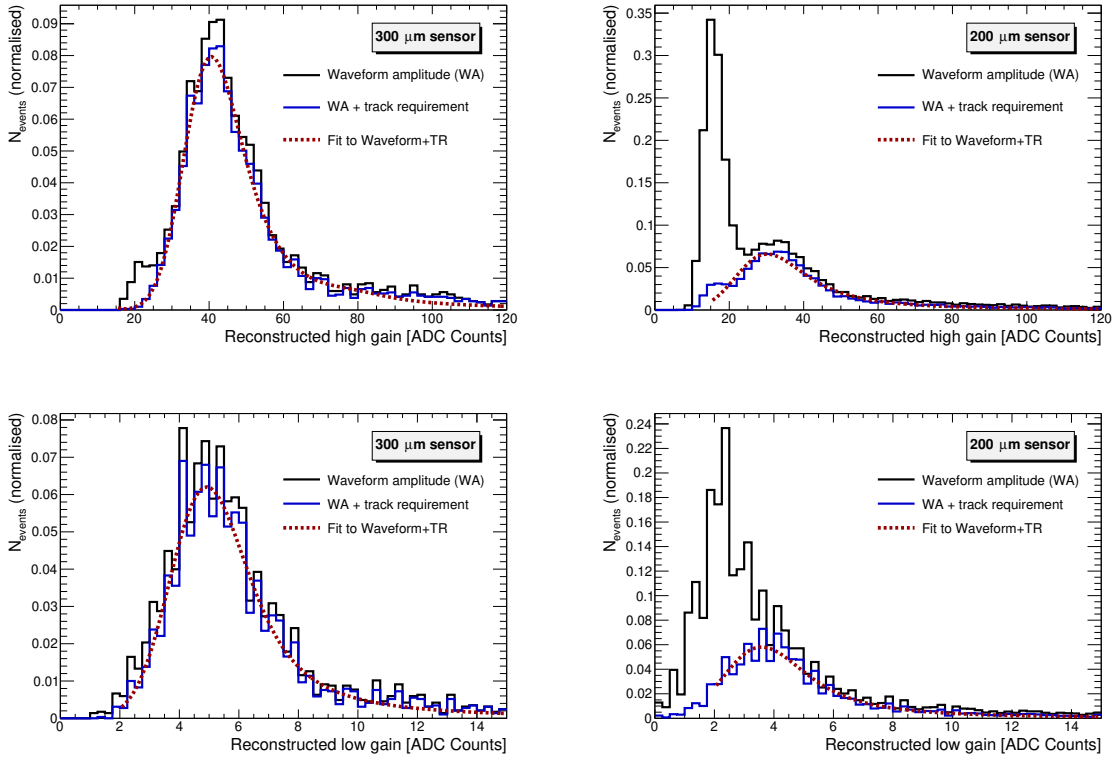 N_events (normalised)
0.09
0.08
0.07
0.06
0.05
0.04
0.03
0.02
0.01
0
0 20 40 60 80 100 120
Reconstructed high gain [ADC Counts]
300 μm sensor
Waveform amplitude (WA)
WA + track requirement
Fit to Waveform+TR
N_events (normalised)
0.35
0.3
0.25
0.2
0.15
0.1
0.05
0
0 20 40 60 80 100 120
Reconstructed high gain [ADC Counts]
200 μm sensor
Waveform amplitude (WA)
WA + track requirement
Fit to Waveform+TR
N_events (normalised)
0.08
0.07
0.06
0.05
0.04
0.03
0.02
0.01
0
0 2 4 6 8 10 12 14
Reconstructed low gain [ADC Counts]
300 μm sensor
Waveform amplitude (WA)
WA + track requirement
Fit to Waveform+TR
N_events (normalised)
0.24
0.22
0.2
0.18
0.16
0.14
0.12
0.1
0.08
0.06
0.04
0.02
0
0 2 4 6 8 10 12 14
Reconstructed low gain [ADC Counts]
200 μm sensor
Waveform amplitude (WA)
WA + track requirement
Fit to Waveform+TR